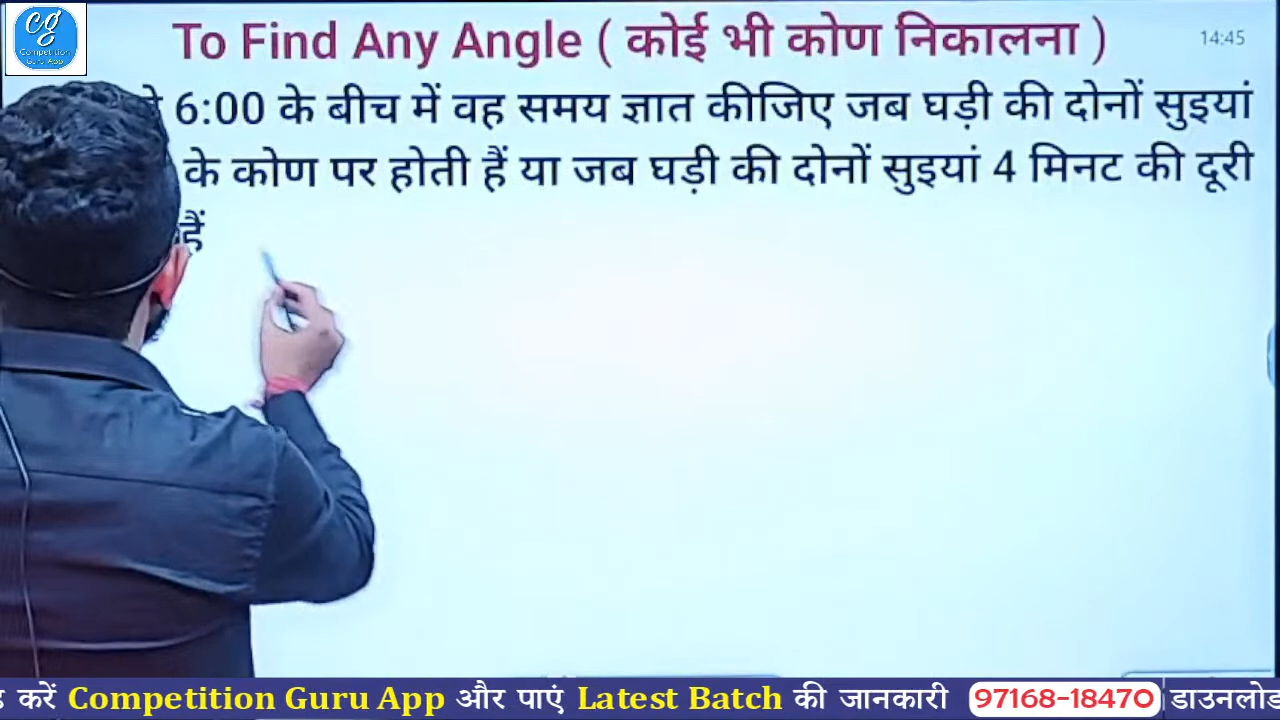 cg
Competition
Guru App
To Find Any Angle ( कोई भी कोण निकालना )
14:45
6:00 के बीच में वह समय ज्ञात कीजिए जब घड़ी की दोनों सुइयां
के कोण पर होती हैं या जब घड़ी की दोनों सुइयां 4 मिनट की दूरी
हैं
करें Competition Guru App और पाएं Latest Batch की जानकारी 97168-18470 डाउनलोड